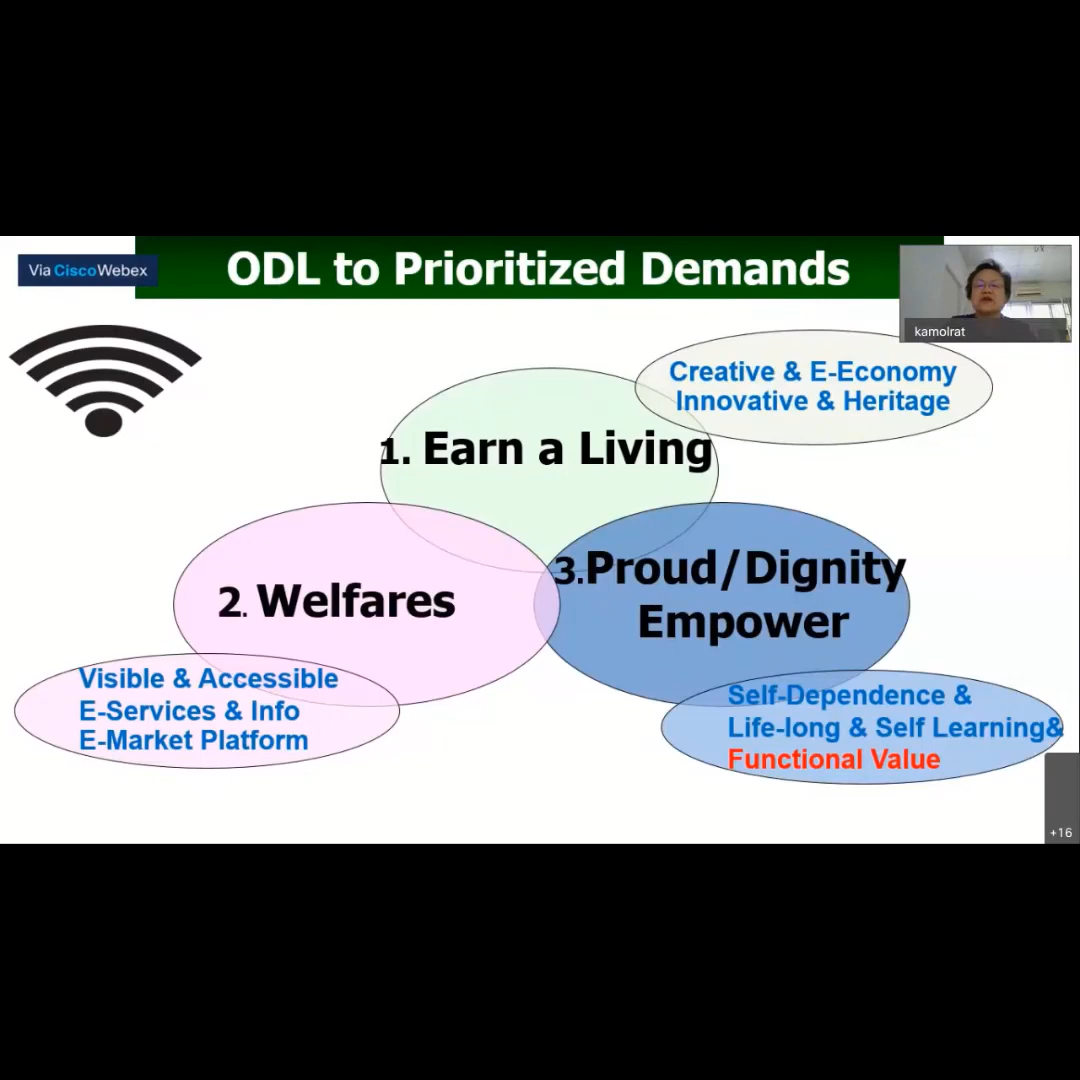 Via CiscoWebex
ODL to Prioritized Demands
kamolrat
Creative & E-Economy
Innovative & Heritage
1. Earn a Living
3.Proud/Dignity
Empower
2. Welfares
Visible & Accessible
E-Services & Info
E-Market Platform
Self-Dependence &
Life-long & Self Learning&
Functional Value
+16